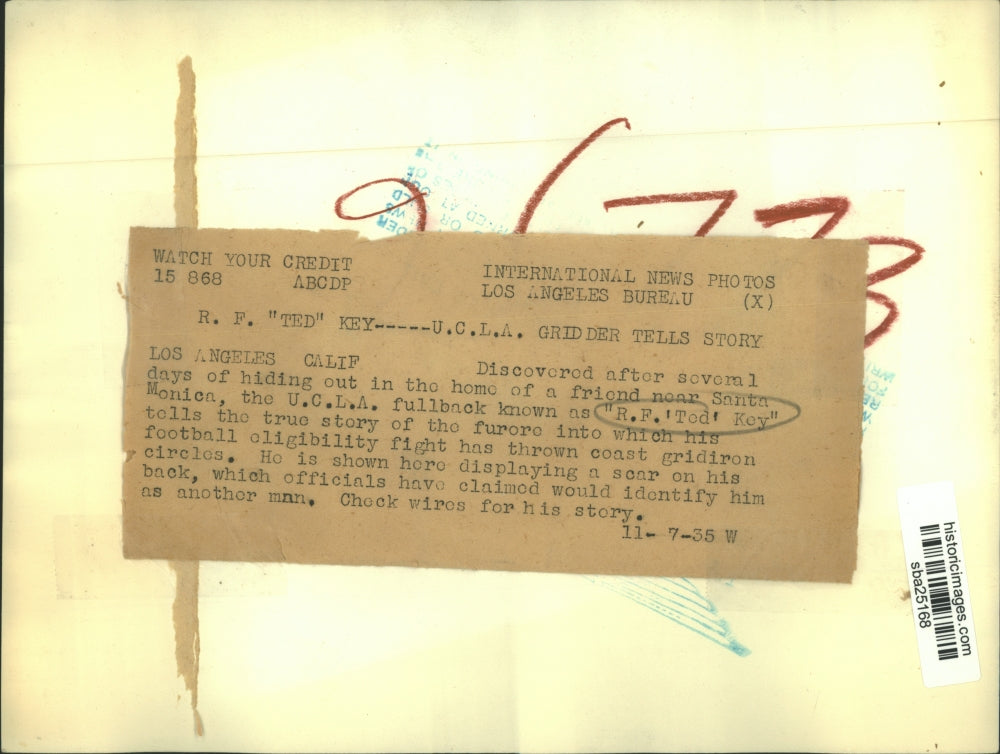 WATCH YOUR CREDIT
15 868 ABCDP
INTERNATIONAL NEWS PHOTOS
LOS ANGELES BUREAU (X)
R. F. "TED" KEY-----U.C.L.A. GRIDDER TELLS STORY
LOS ANGELES CALIF Discovered after several
days of hiding out in the home of a friend near Santa
Monica, the U.C.L.A. fullback known as "R.F.'Ted' Key"
tells the true story of the furore into which his
football eligibility fight has thrown coast gridiron
circles. He is shown here displaying a scar on his
back, which officials have claimed would identify him
as another man. Check wires for his story.
11- 7-35 W
historicimages.com
sba25168